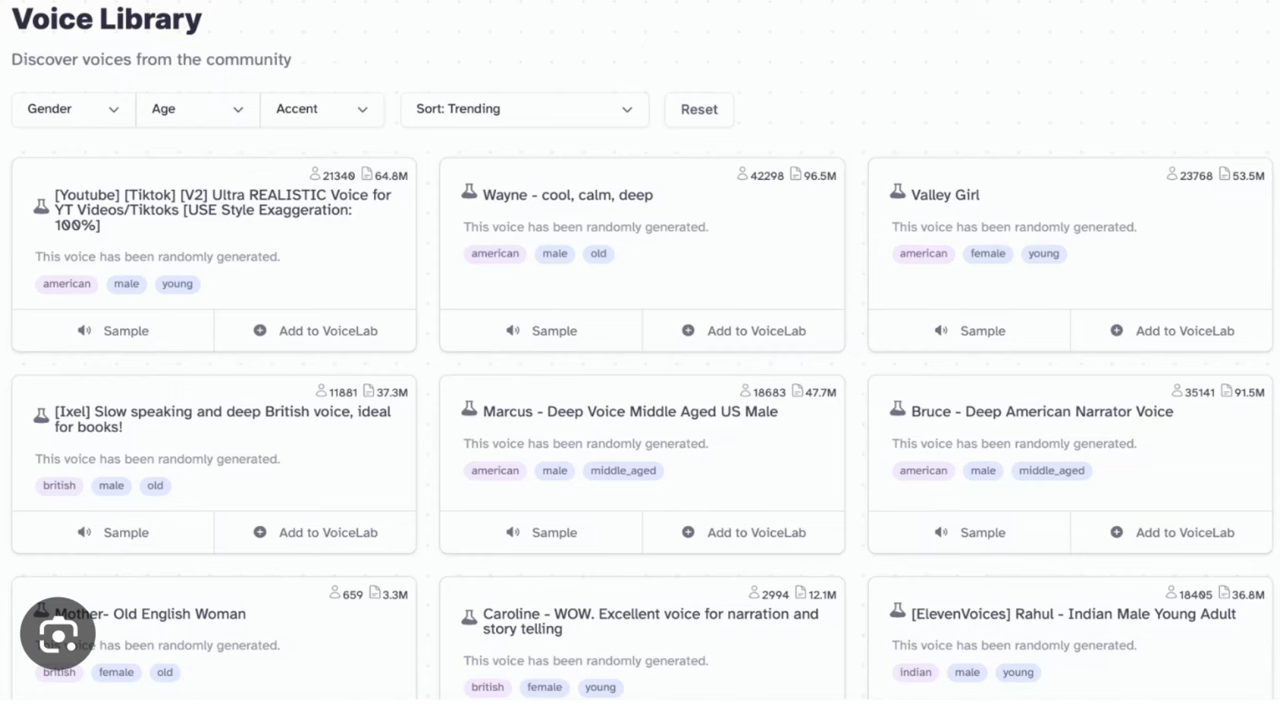 Voice Library
Discover voices from the community
Gender Age Accent Sort: Trending Reset
21340 64.8M
[Youtube] [Tiktok] [V2] Ultra REALISTIC Voice for
YT Videos/Tiktoks [USE Style Exaggeration:
100%]
This voice has been randomly generated.
american male young
Sample Add to VoiceLab
42298 96.5M
Wayne - cool, calm, deep
This voice has been randomly generated.
american male old
Sample Add to VoiceLab
23768 53.5M
Valley Girl
This voice has been randomly generated.
american female young
Sample Add to VoiceLab
11881 37.3M
[Ixel] Slow speaking and deep British voice, ideal
for books!
This voice has been randomly generated.
british male old
Sample Add to VoiceLab
18683 47.7M
Marcus - Deep Voice Middle Aged US Male
This voice has been randomly generated.
american male middle_aged
Sample Add to VoiceLab
35141 91.5M
Bruce - Deep American Narrator Voice
This voice has been randomly generated.
american male middle_aged
Sample Add to VoiceLab
659 3.3M
Mother- Old English Woman
This voice has been randomly generated.
british female old
2994 12.1M
Caroline - WOW. Excellent voice for narration and
story telling
This voice has been randomly generated.
british female young
18405 36.8M
[ElevenVoices] Rahul - Indian Male Young Adult
This voice has been randomly generated.
indian male young